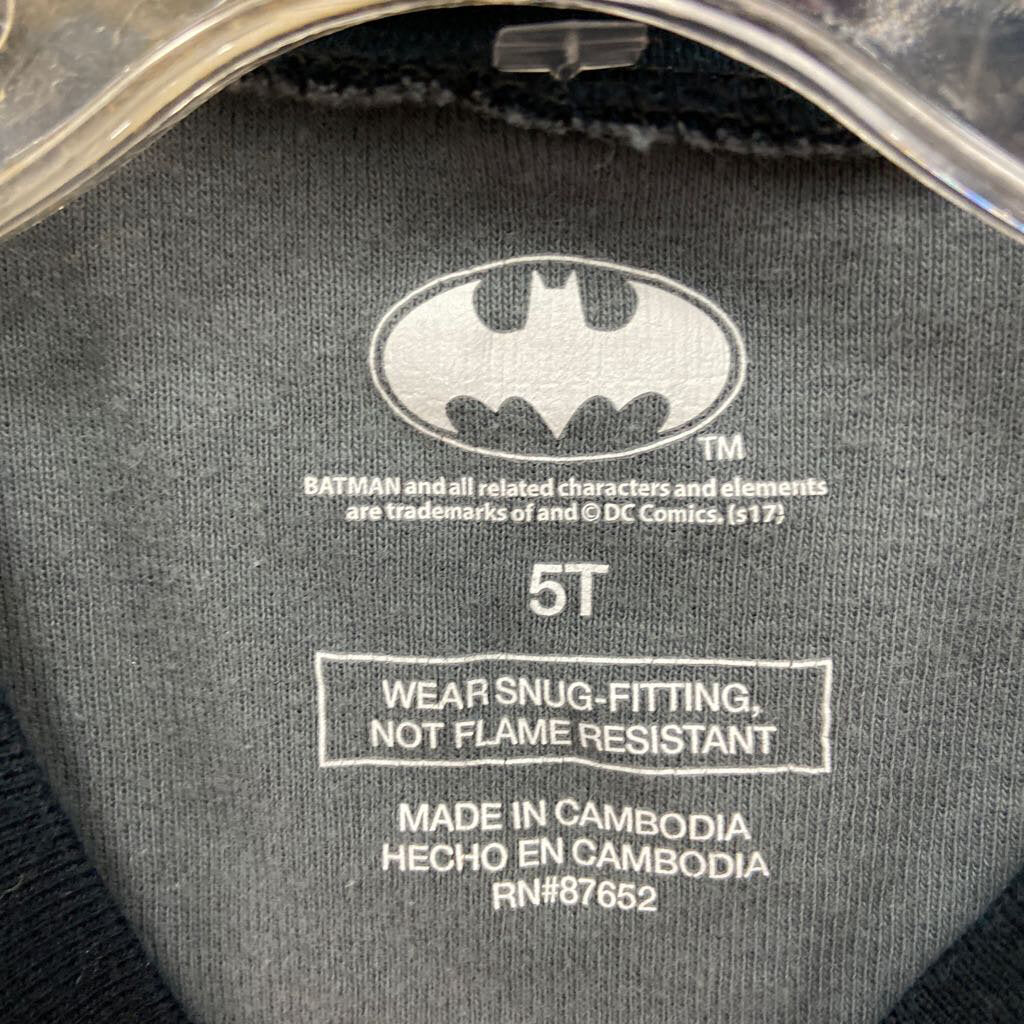 TM
BATMAN and all related characters and elements
are trademarks of and © DC Comics. (s17)
5T
WEAR SNUG-FITTING,
NOT FLAME RESISTANT
MADE IN CAMBODIA
HECHO EN CAMBODIA
RN#87652